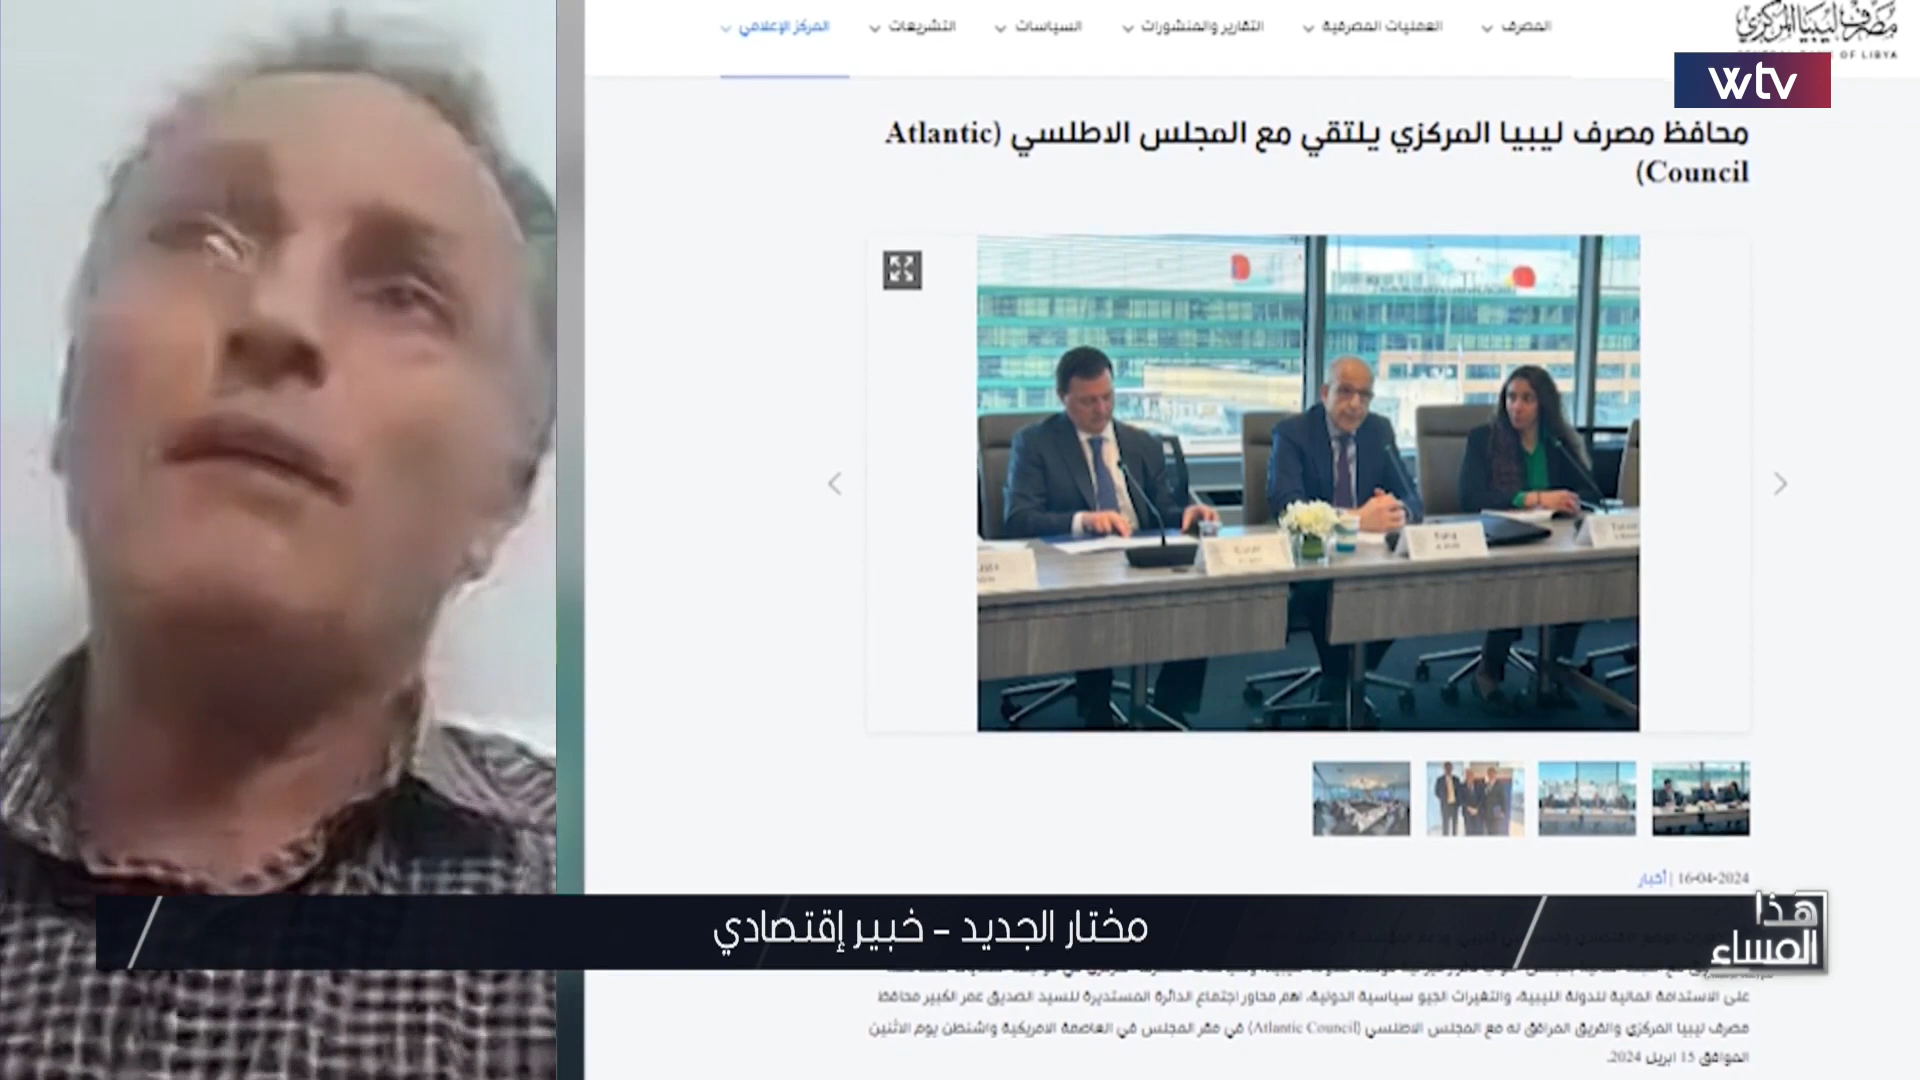 المصرف
العمليات المصرفية
التقارير والمنشورات
السياسات
التشريعات
المركز الإعلامي
مصرف ليبيا المركزي
OF LIBYA
wtv
محافظ مصرف ليبيا المركزي يلتقي مع المجلس الاطلسي (Atlantic
Council)
16-04-2024 | أخبار
مختار الجديد - خبير إقتصادي
هذا
المساء
على الاستدامة المالية للدولة الليبية، والتغيرات الجيو سياسية الدولية، اهم محاور اجتماع الدائرة المستديرة للسيد الصديق عمر الكبير محافظ
مصرف ليبيا المركزي والفريق المرافق له مع المجلس الاطلسي (Atlantic Council) في مقر المجلس في العاصمة الامريكية واشنطن يوم الاثنين
الموافق 15 ابريل 2024.